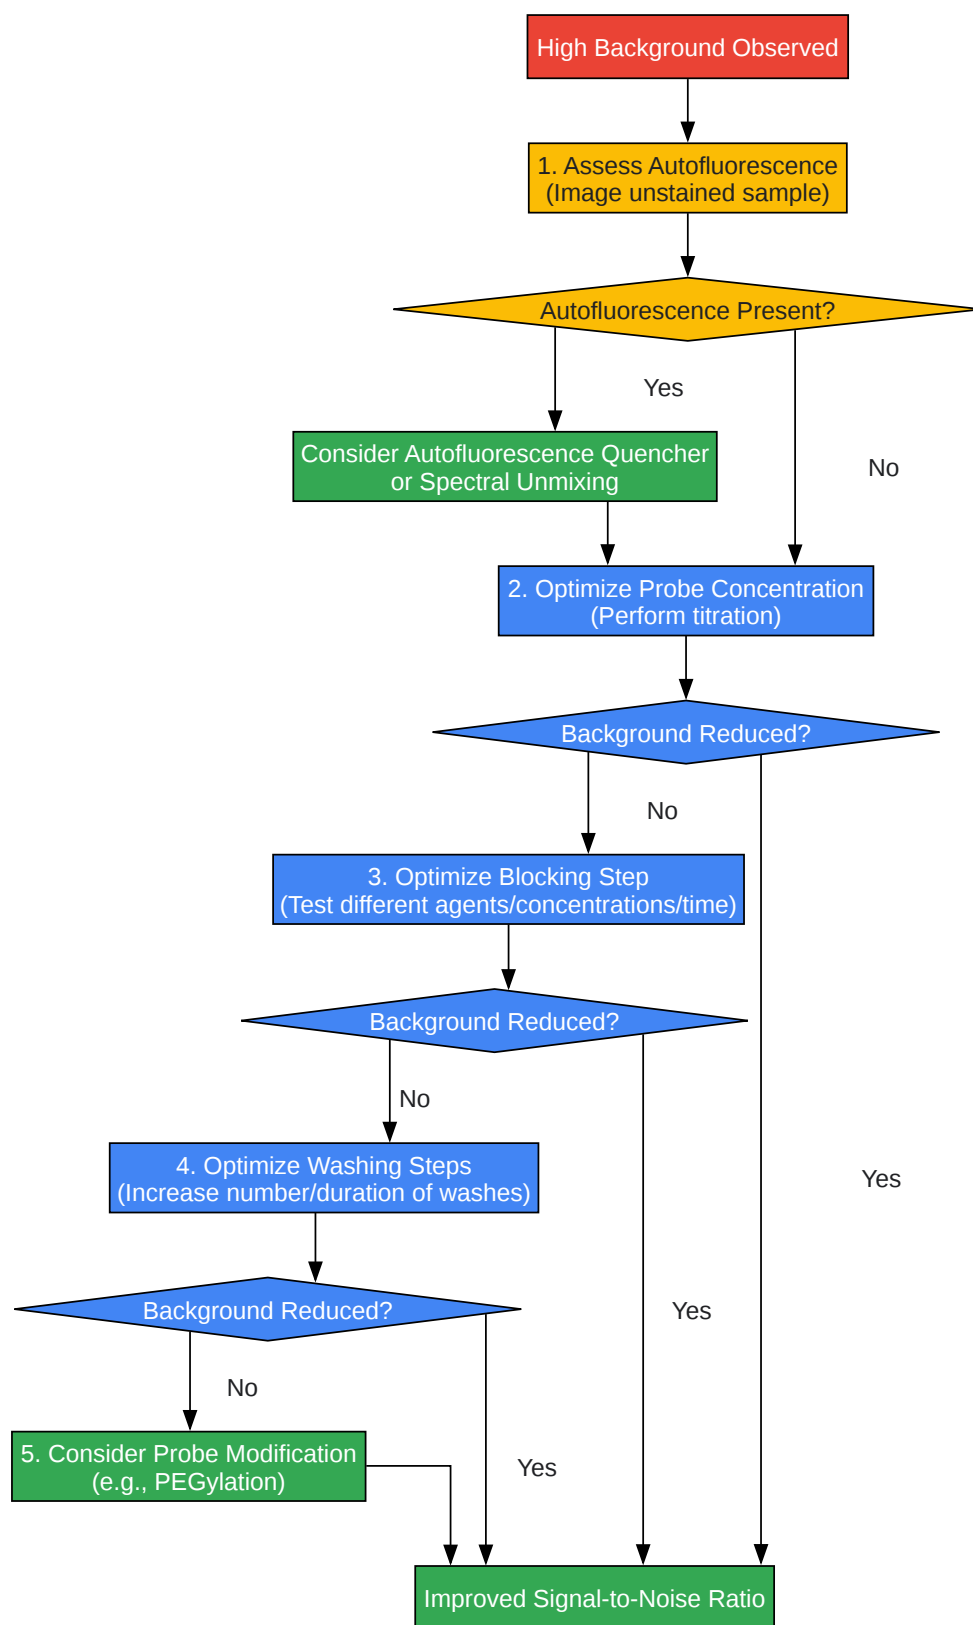 High Background Observed
1. Assess Autofluorescence
(Image unstained sample)
Autofluorescence Present?
Yes
Consider Autofluorescence Quencher
or Spectral Unmixing
No
2. Optimize Probe Concentration
(Perform titration)
Background Reduced?
No
3. Optimize Blocking Step
(Test different agents/concentrations/time)
Background Reduced?
No
4. Optimize Washing Steps
(Increase number/duration of washes)
Yes
Background Reduced?
Yes
No
5. Consider Probe Modification
(e.g., PEGylation)
Yes
Improved Signal-to-Noise Ratio